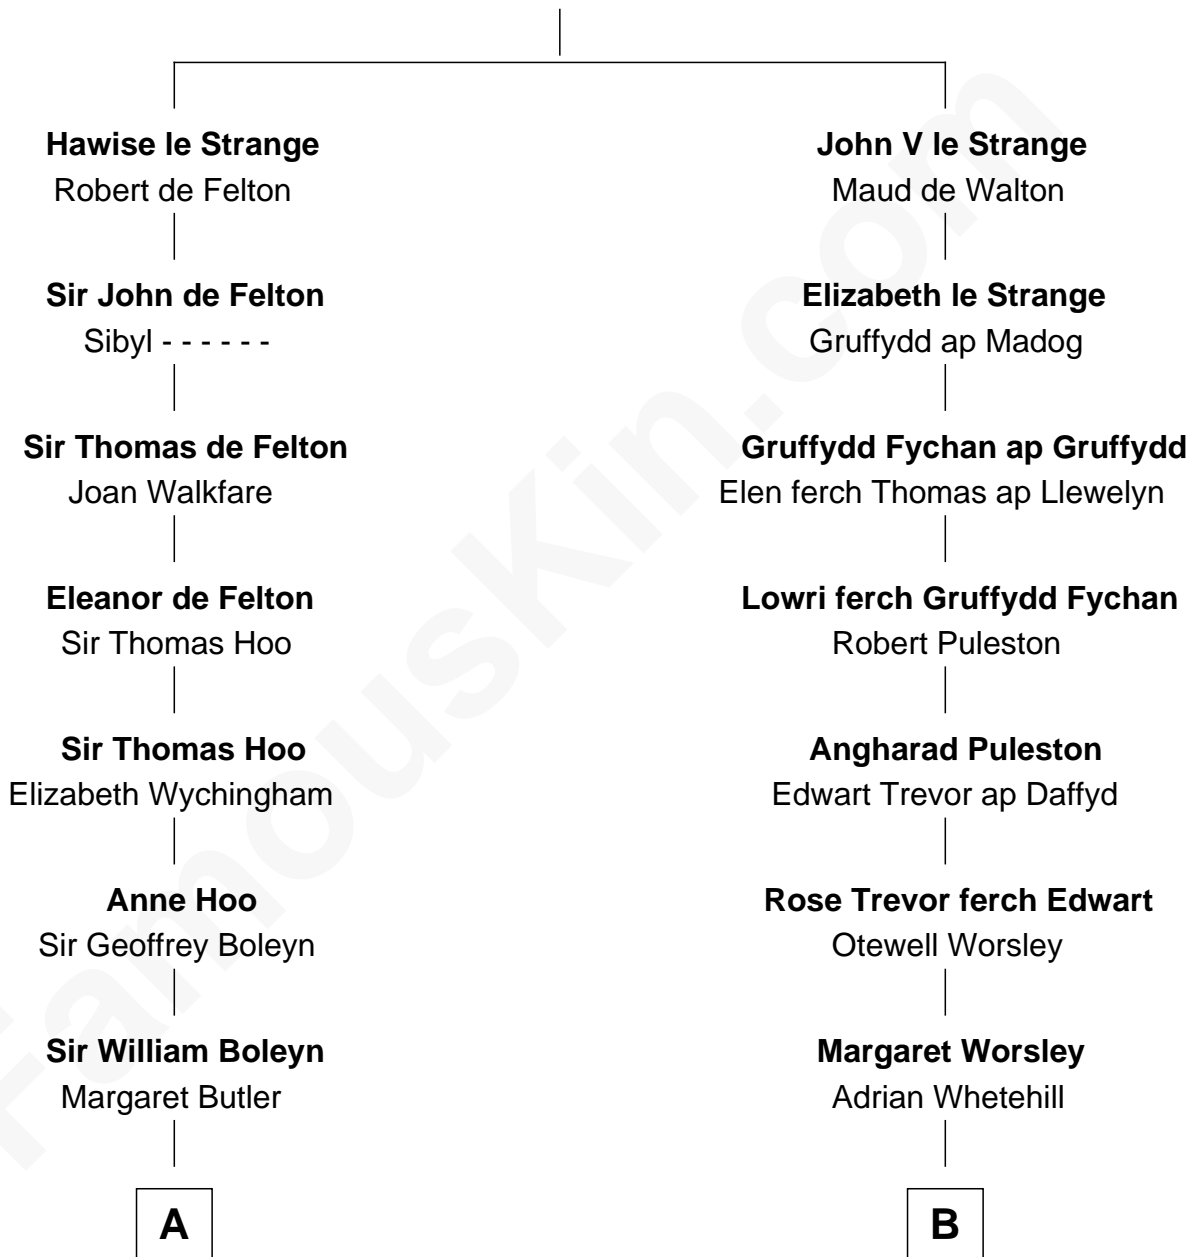 Hawise le Strange
Robert de Felton
Sir John de Felton
Sibyl - - - - - -
Sir Thomas de Felton
Joan Walkfare
Eleanor de Felton
Sir Thomas Hoo
Sir Thomas Hoo
Elizabeth Wychingham
Anne Hoo
Sir Geoffrey Boleyn
Sir William Boleyn
Margaret Butler
A
John V le Strange
Maud de Walton
Elizabeth le Strange
Gruffydd ap Madog
Gruffydd Fychan ap Gruffydd
Elen ferch Thomas ap Llewelyn
Lowri ferch Gruffydd Fychan
Robert Puleston
Angharad Puleston
Edwart Trevor ap Daffyd
Rose Trevor ferch Edwart
Otewell Worsley
Margaret Worsley
Adrian Whetehill
B
FamousKin.com